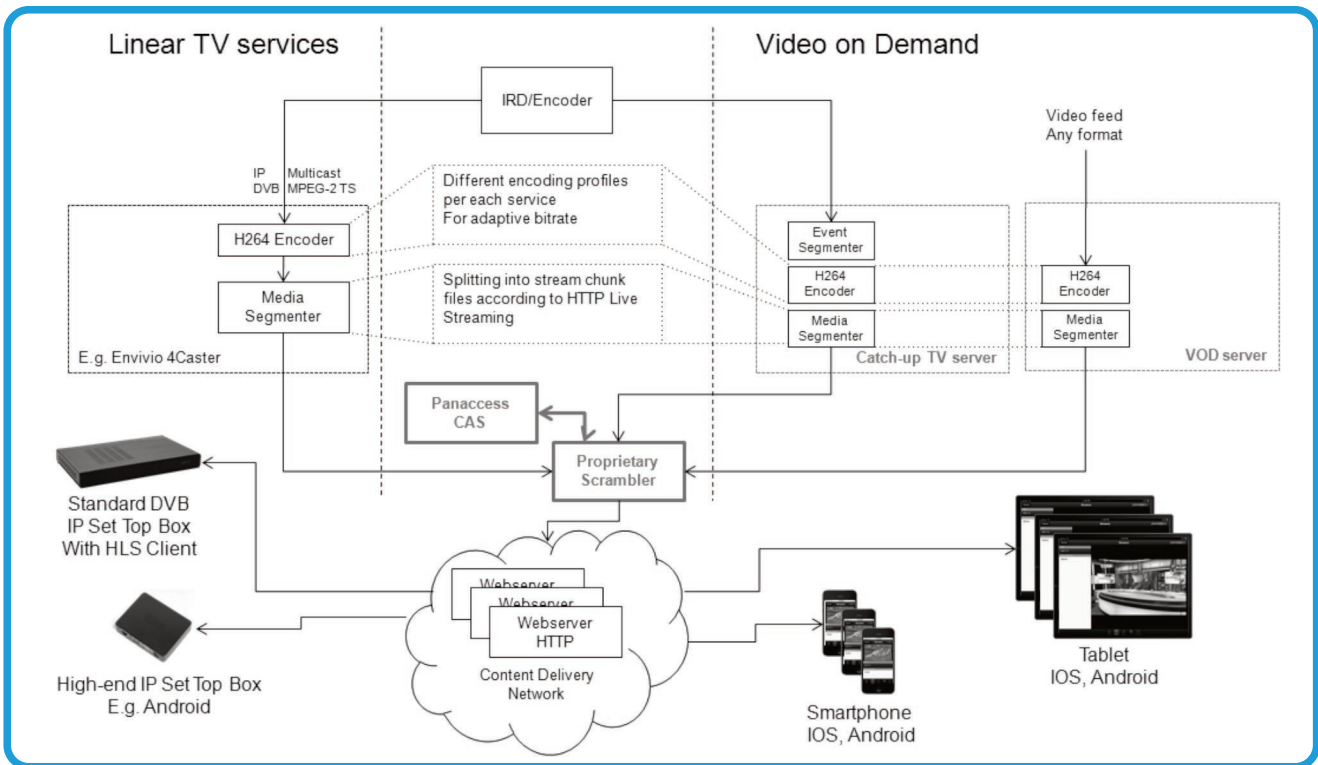 Linear TV services
Video on Demand
IRD/Encoder
Video feed
Any format
IP Multicast
DVB MPEG-2 TS
Different encoding profiles
per each service
For adaptive bitrate
H264 Encoder
Media
Segmenter
E.g. Envivio 4Caster
Splitting into stream chunk
files according to HTTP Live
Streaming
Event
Segmenter
H264
Encoder
Media
Segmenter
Catch-up TV server
H264
Encoder
Media
Segmenter
VOD server
Panaccess
CAS
Proprietary
Scrambler
Standard DVB
IP Set Top Box
With HLS Client
High-end IP Set Top Box
E.g. Android
Webserver
Webserver
Webserver
HTTP
Content Delivery
Network
Smartphone
IOS, Android
Tablet
IOS, Android